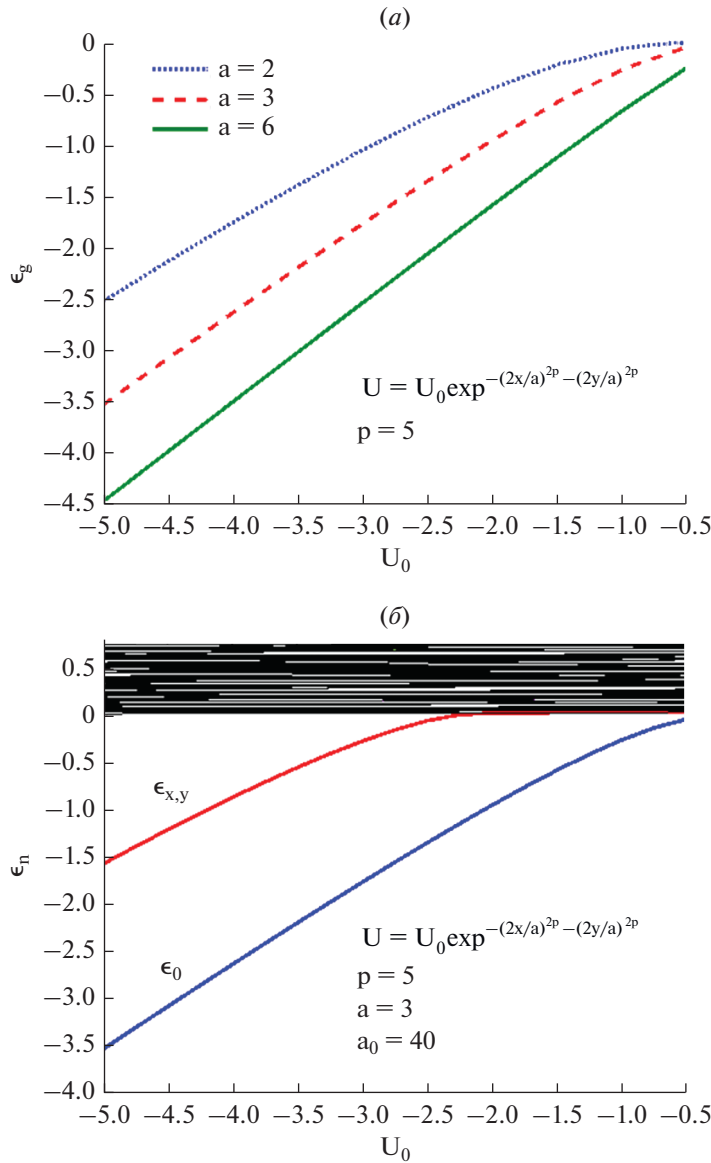 (a)
0
−0.5
−1.0
−1.5
−2.0
−2.5
−3.0
−3.5
−4.0
−4.5
ϵg
a = 2
a = 3
a = 6
U = U0exp−(2x/a)2p −(2y/a)2p
p = 5
−5.0 −4.5 −4.0 −3.5 −3.0 −2.5 −2.0 −1.5 −1.0 −0.5
U0
(б)
0.5
0
−0.5
−1.0
−1.5
−2.0
−2.5
−3.0
−3.5
−4.0
ϵn
ϵx,y
ϵ0
U = U0exp−(2x/a)2p −(2y/a)2p
p = 5
a = 3
a0 = 40
−5.0 −4.5 −4.0 −3.5 −3.0 −2.5 −2.0 −1.5 −1.0 −0.5
U0